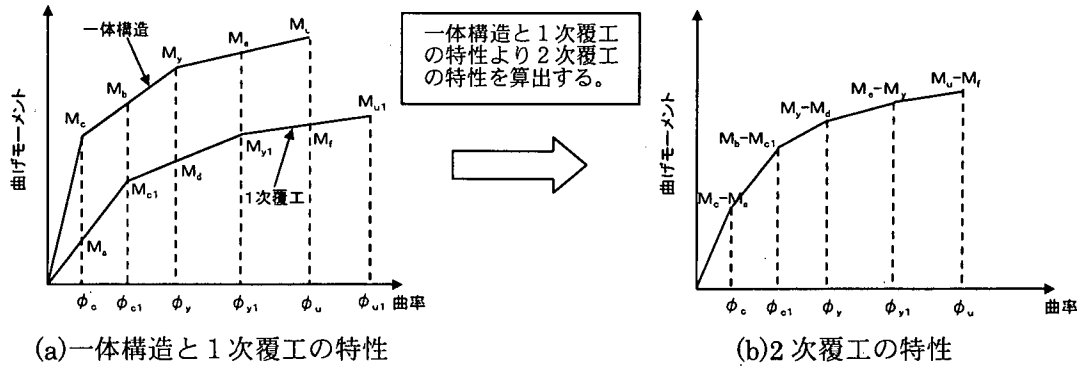 曲げモーメント
一体構造
M_c
M_b
M_y
M_e
M_u
M_a
M_c1
M_d
M_y1
M_f
M_u1
1次覆工
φ_c
φ_c1
φ_y
φ_y1
φ_u
φ_u1
曲率
(a)一体構造と1次覆工の特性
一体構造と1次覆工
の特性より2次覆工
の特性を算出する。
曲げモーメント
M_c−M_a
M_b−M_c1
M_y−M_d
M_e−M_y
M_u−M_f
φ_c
φ_c1
φ_y
φ_y1
φ_u
曲率
(b)2次覆工の特性